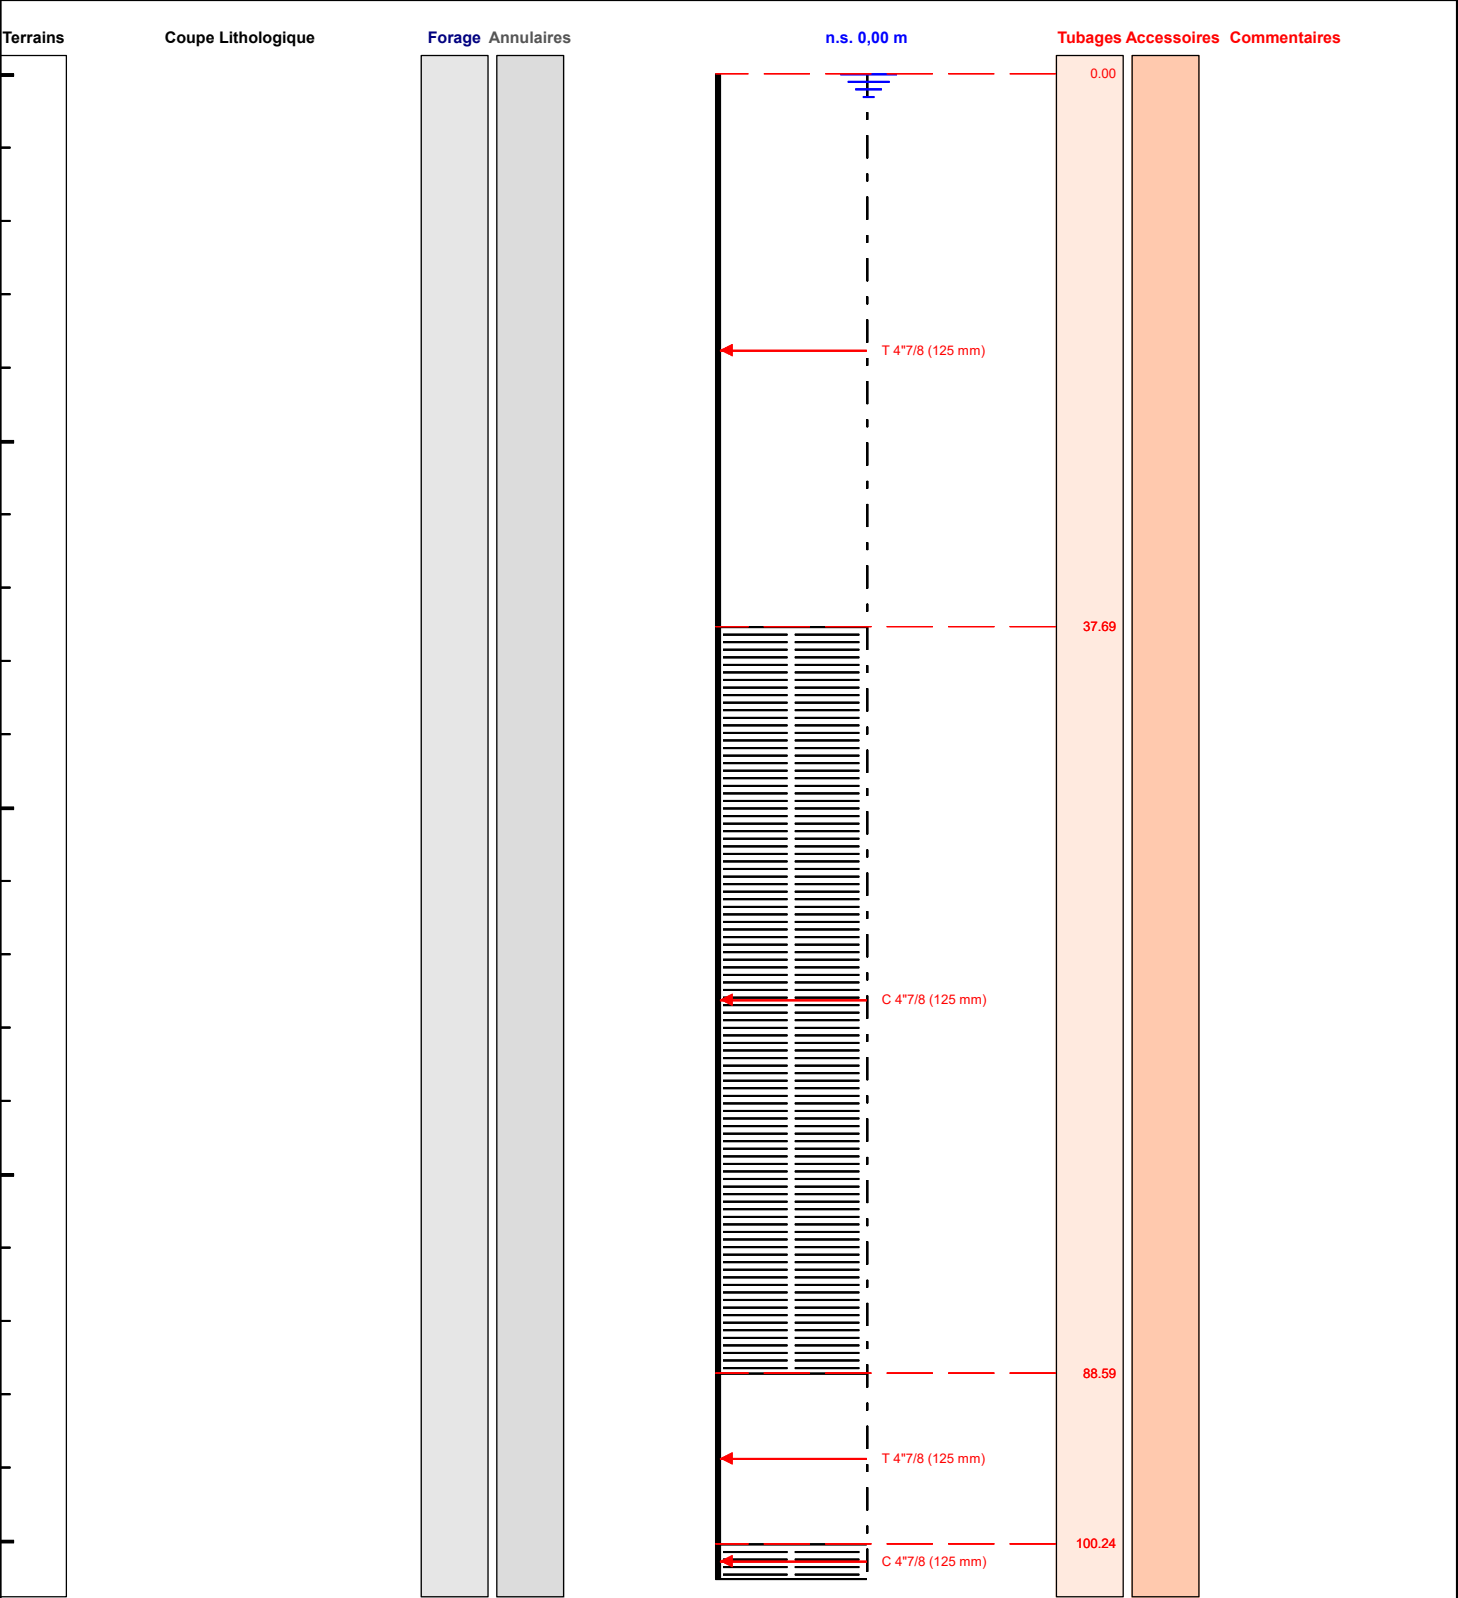 Terrains Coupe Lithologique Forage Annulaires n.s. 0,00 m Tubages Accessoires Commentaires
0.00
T 4"7/8 (125 mm)
37.69
C 4"7/8 (125 mm)
88.59
T 4"7/8 (125 mm)
100.24
C 4"7/8 (125 mm)